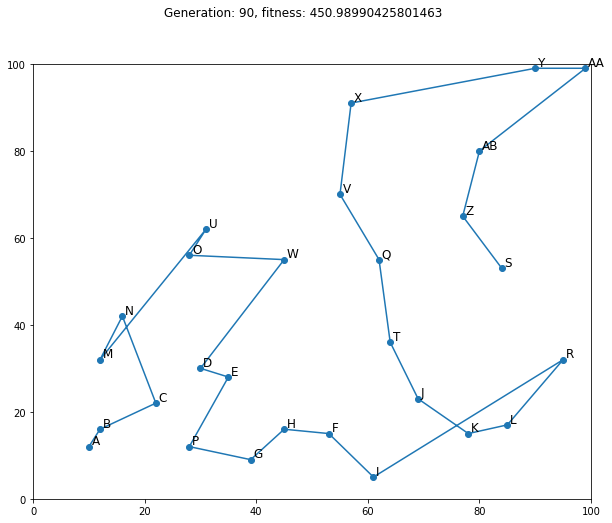 Generation: 90, fitness: 450.98990425801463
100
Y
AA
X
80
AB
V
Z
U
60
O
W
Q
S
40
N
T
M
R
D
E
20
C
J
B
H
F
K
L
A
P
G
I
0
0
20
40
60
80
100